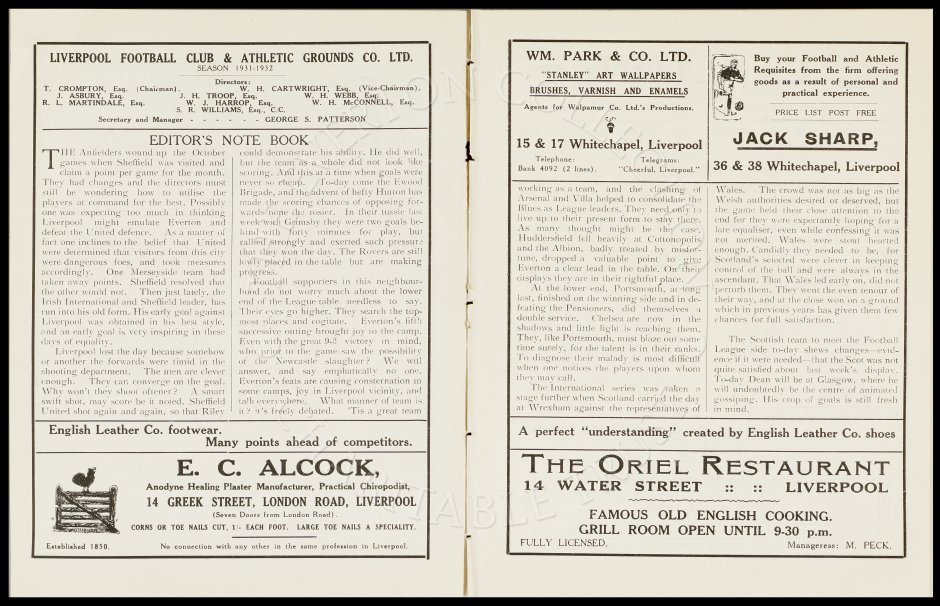 LIVERPOOL FOOTBALL CLUB & ATHLETIC GROUNDS CO. LTD.
SEASON 1931-1932
Directors:
T. CROMPTON, Esq. (Chairman). W. H. CARTWRIGHT, Esq. (Vice-Chairman).
J. ASBURY, Esq. J. H. TROOP, Esq. W. H. WEBB, Esq.
R. L. MARTINDALE, Esq. W. J. HARROP, Esq. W. H. McCONNELL, Esq.
S. R. WILLIAMS, Esq., C.C.
Secretary and Manager - - - - - - GEORGE S. PATTERSON
EDITOR'S NOTE BOOK
THE Anfielders wound up the October
games when Sheffield was visited and
claim a point per game for the month.
They had changes and the directors must
still be wondering how to utilise the
players at command for the best. Possibly
one was expecting too much in thinking
Liverpool might emulate Everton and
defeat the United defence. As a matter of
fact one inclines to the belief that United
were determined that visitors from this city
were dangerous foes, and took measures
accordingly. One Merseyside team had
taken away points. Sheffield resolved that
the other would not. Then just lately, the
Irish International and Sheffield leader, has
run into his old form. His early goal against
Liverpool was obtained in his best style,
and an early goal is very inspiring in these
days of equality.
Liverpool lost the day because somehow
or another the forwards were timid in the
shooting department. The men are clever
enough. They can converge on the goal.
Why won't they shoot oftener? A smart
swift shot, may score be it noted. Sheffield
United shot again and again, so that Riley
could demonstrate his ability. He did well,
but the team as a whole did not look like
scoring. And this at a time when goals were
never so cheap. To-day come the Ewood
Brigade, and the advent of hefty Hutton has
made the scoring chances of opposing for-
wards none the rosier. In their tussle last
week with Grimsby they were two goals be-
hind with forty minutes for play, but
rallied strongly and exerted such pressure
that they won the day. The Rovers are still
lowly placed in the table but are making
progress.
Football supporters in this neighbour-
hood do not worry much about the lower
end of the League table needless to say.
Their eyes go higher. They search the top-
most places and cogitate. Everton's fifth
successive outing brought joy to the camp.
Even with the great 9-3 victory in mind,
who prior to the game saw the possibility
of the Newcastle slaughter? We will
answer, and say emphatically no one.
Everton's feats are causing consternation in
some camps, joy in Liverpool vicinity, and
talk everywhere. What manner of team is
it? it's freely debated. 'Tis a great team
English Leather Co. footwear.
Many points ahead of competitors.
E. C. ALCOCK,
Anodyne Healing Plaster Manufacturer, Practical Chiropodist,
14 GREEK STREET, LONDON ROAD, LIVERPOOL
(Seven Doors from London Road).
CORNS OR TOE NAILS CUT, 1/- EACH FOOT. LARGE TOE NAILS A SPECIALITY.
Established 1850. No connection with any other in the same profession in Liverpool.
WM. PARK & CO. LTD.
"STANLEY" ART WALLPAPERS
BRUSHES, VARNISH AND ENAMELS
Agents for Walpamur Co. Ltd.'s Productions.
15 & 17 Whitechapel, Liverpool
Telephone: Telegrams:
Bank 4092 (2 lines). "Cheerful, Liverpool."
Buy your Football and Athletic
Requisites from the firm offering
goods as a result of personal and
practical experience.
PRICE LIST POST FREE
JACK SHARP,
36 & 38 Whitechapel, Liverpool
working as a team, and the clashing of
Arsenal and Villa helped to consolidate the
Blues as League leaders. They need only to
live up to their present form to stay there.
As many thought might be the case,
Huddersfield fell heavily at Cottonopolis
and the Albion, badly treated by misfor-
tune, dropped a valuable point to give
Everton a clear lead in the table. On their
displays they are in their rightful place.
At the lower end, Portsmouth, at long
last, finished on the winning side and in de-
feating the Pensioners, did themselves a
double service. Chelsea are now in the
shadows and little light is reaching them.
They, like Portsmouth, must blaze out some
time surely, for the talent is in their ranks.
To diagnose their malady is most difficult
when one notices the players upon whom
they may call.
The International series was taken a
stage further when Scotland carried the day
at Wrexham against the representatives of
Wales. The crowd was not as big as the
Welsh authorities desired or deserved, but
the game held their close attention to the
end for they were expectantly hoping for a
late equaliser, even while confessing it was
not merited. Wales were stout hearted
enough. Candidly they needed to be, for
Scotland's selected were clever in keeping
control of the ball and were always in the
ascendant. That Wales led early on, did not
perturb them. They went the even tenour of
their way, and at the close won on a ground
which in previous years has given them few
chances for full satisfaction.
The Scottish team to meet the Football
League side to-day shews changes—evid-
ence if it were needed—that the Scot was not
quite satisfied about last week's display.
To-day Dean will be at Glasgow, where he
will undoubtedly be the centre of animated
gossiping. His crop of goals is still fresh
in mind.
A perfect "understanding" created by English Leather Co. shoes
THE ORIEL RESTAURANT
14 WATER STREET :: :: LIVERPOOL
FAMOUS OLD ENGLISH COOKING.
GRILL ROOM OPEN UNTIL 9-30 p.m.
FULLY LICENSED. Manageress: M. PECK.